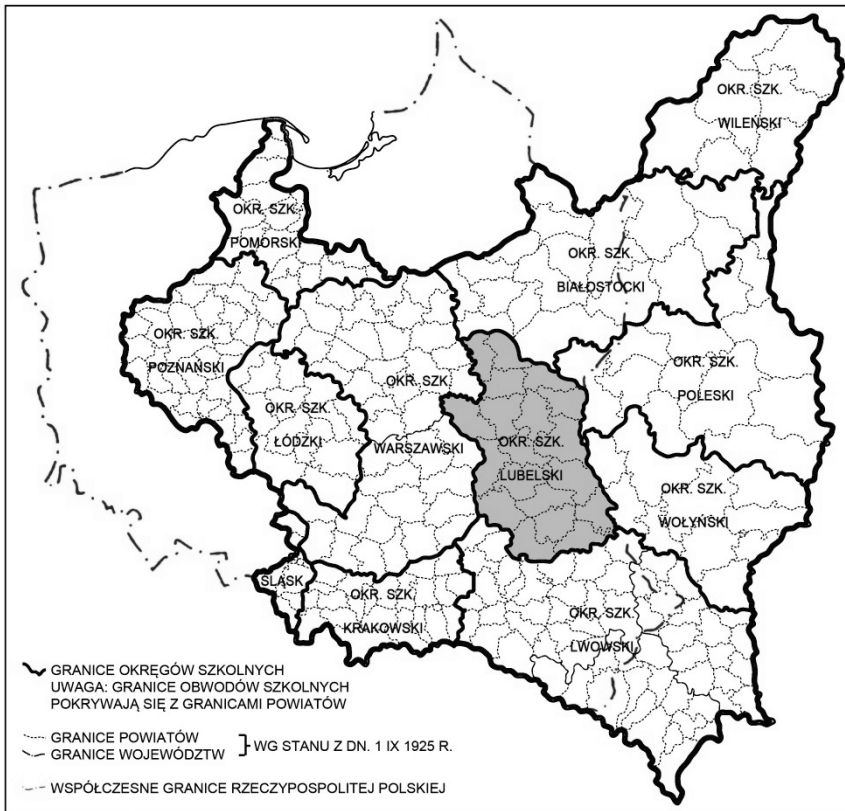 OKR. SZK.
WILEŃSKI
OKR. SZK.
POMORSKI
OKR. SZK.
BIAŁOSTOCKI
OKR. SZK.
POZNAŃSKI
OKR. SZK.
POLESKI
OKR. SZK.
WARSZAWSKI
OKR. SZK.
ŁÓDZKI
OKR. SZK.
LUBELSKI
OKR. SZK.
WOŁYŃSKI
ŚLĄSK
OKR. SZK.
KRAKOWSKI
OKR. SZK.
LWOWSKI
GRANICE OKRĘGÓW SZKOLNYCH
UWAGA: GRANICE OBWODÓW SZKOLNYCH
POKRYWAJĄ SIĘ Z GRANICAMI POWIATÓW
GRANICE POWIATÓW
GRANICE WOJEWÓDZTW
WG STANU Z DN. 1 IX 1925 R.
WSPÓŁCZESNE GRANICE RZECZYPOSPOLITEJ POLSKIEJ